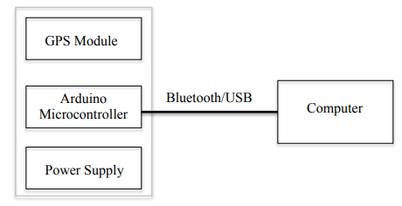 GPS Module
Arduino
Microcontroller
Bluetooth/USB
Computer
Power Supply